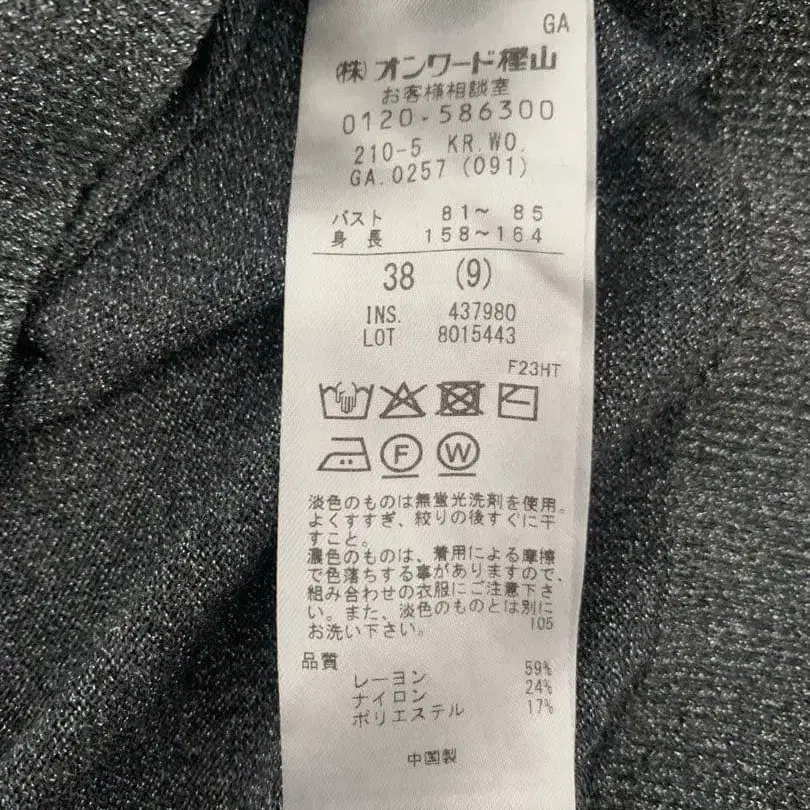 GA
(株)オンワード樫山
お客様相談室
0120-586300
210-5 KR.WO.
GA.0257 (091)
バスト 81〜 85
身長 158〜164
38 (9)
INS. 437980
LOT 8015443
F23HT
F W
淡色のものは無蛍光洗剤を使用。
よくすすぎ、絞りの後すぐに干
すこと。
濃色のものは、着用による摩擦
で色落ちする事がありますので、
組み合わせの衣服にご注意下さ
い。また、淡色のものとは別に
お洗い下さい。 105
品質
レーヨン 59%
ナイロン 24%
ポリエステル 17%
中国製